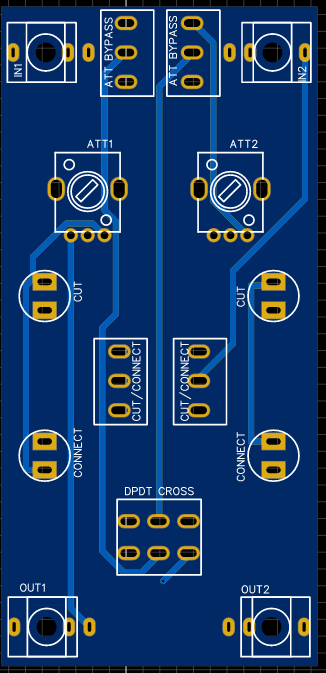 IN1
ATT BYPASS
ATT BYPASS
IN2
ATT1
ATT2
CUT
CUT
CUT/CONNECT
CUT/CONNECT
CONNECT
CONNECT
DPDT CROSS
OUT1
OUT2